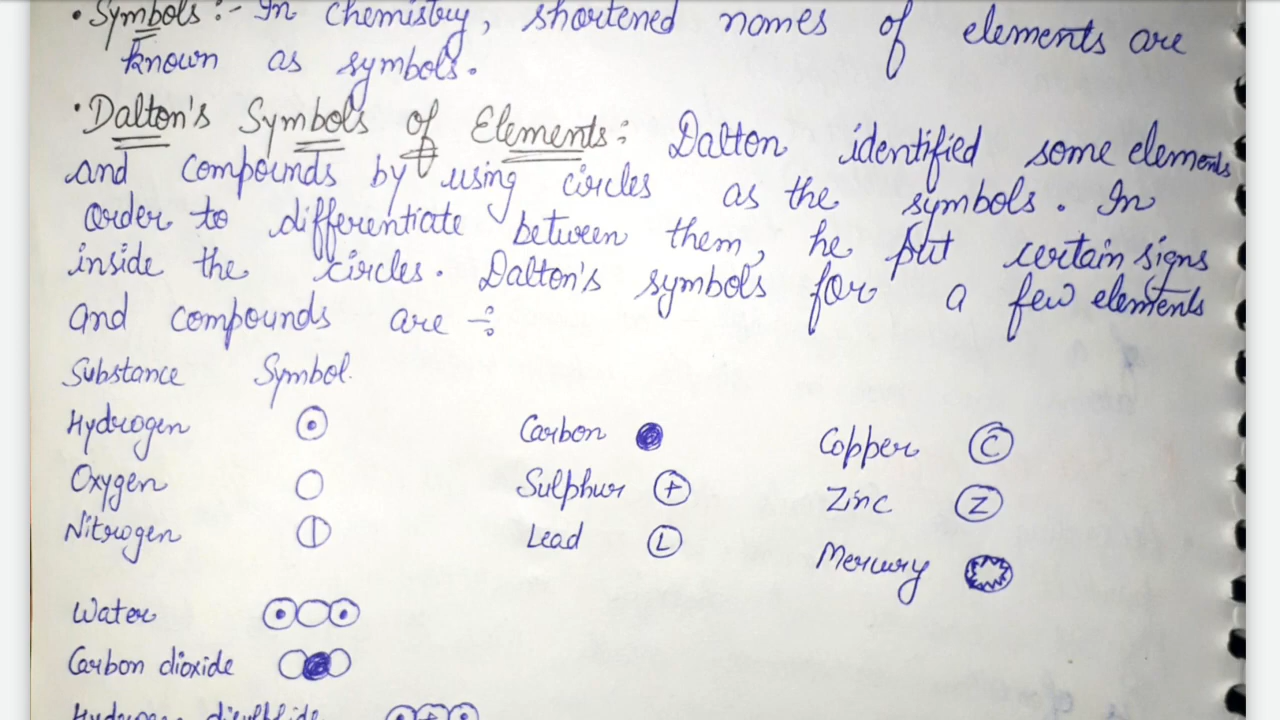 • Symbols :- In Chemistry, shortened names of elements are
known as symbols.
• Dalton's Symbols of Elements: Dalton identified some elements
and compounds by using circles as the symbols. In
order to differentiate between them, he put certain signs
inside the circles. Dalton's symbols for a few elements
and compounds are ÷
Substance Symbol.
Hydrogen
Carbon
Copper C
Oxygen
Sulphur +
Zinc Z
Nitrogen
Lead L
Mercury
Water
Carbon dioxide